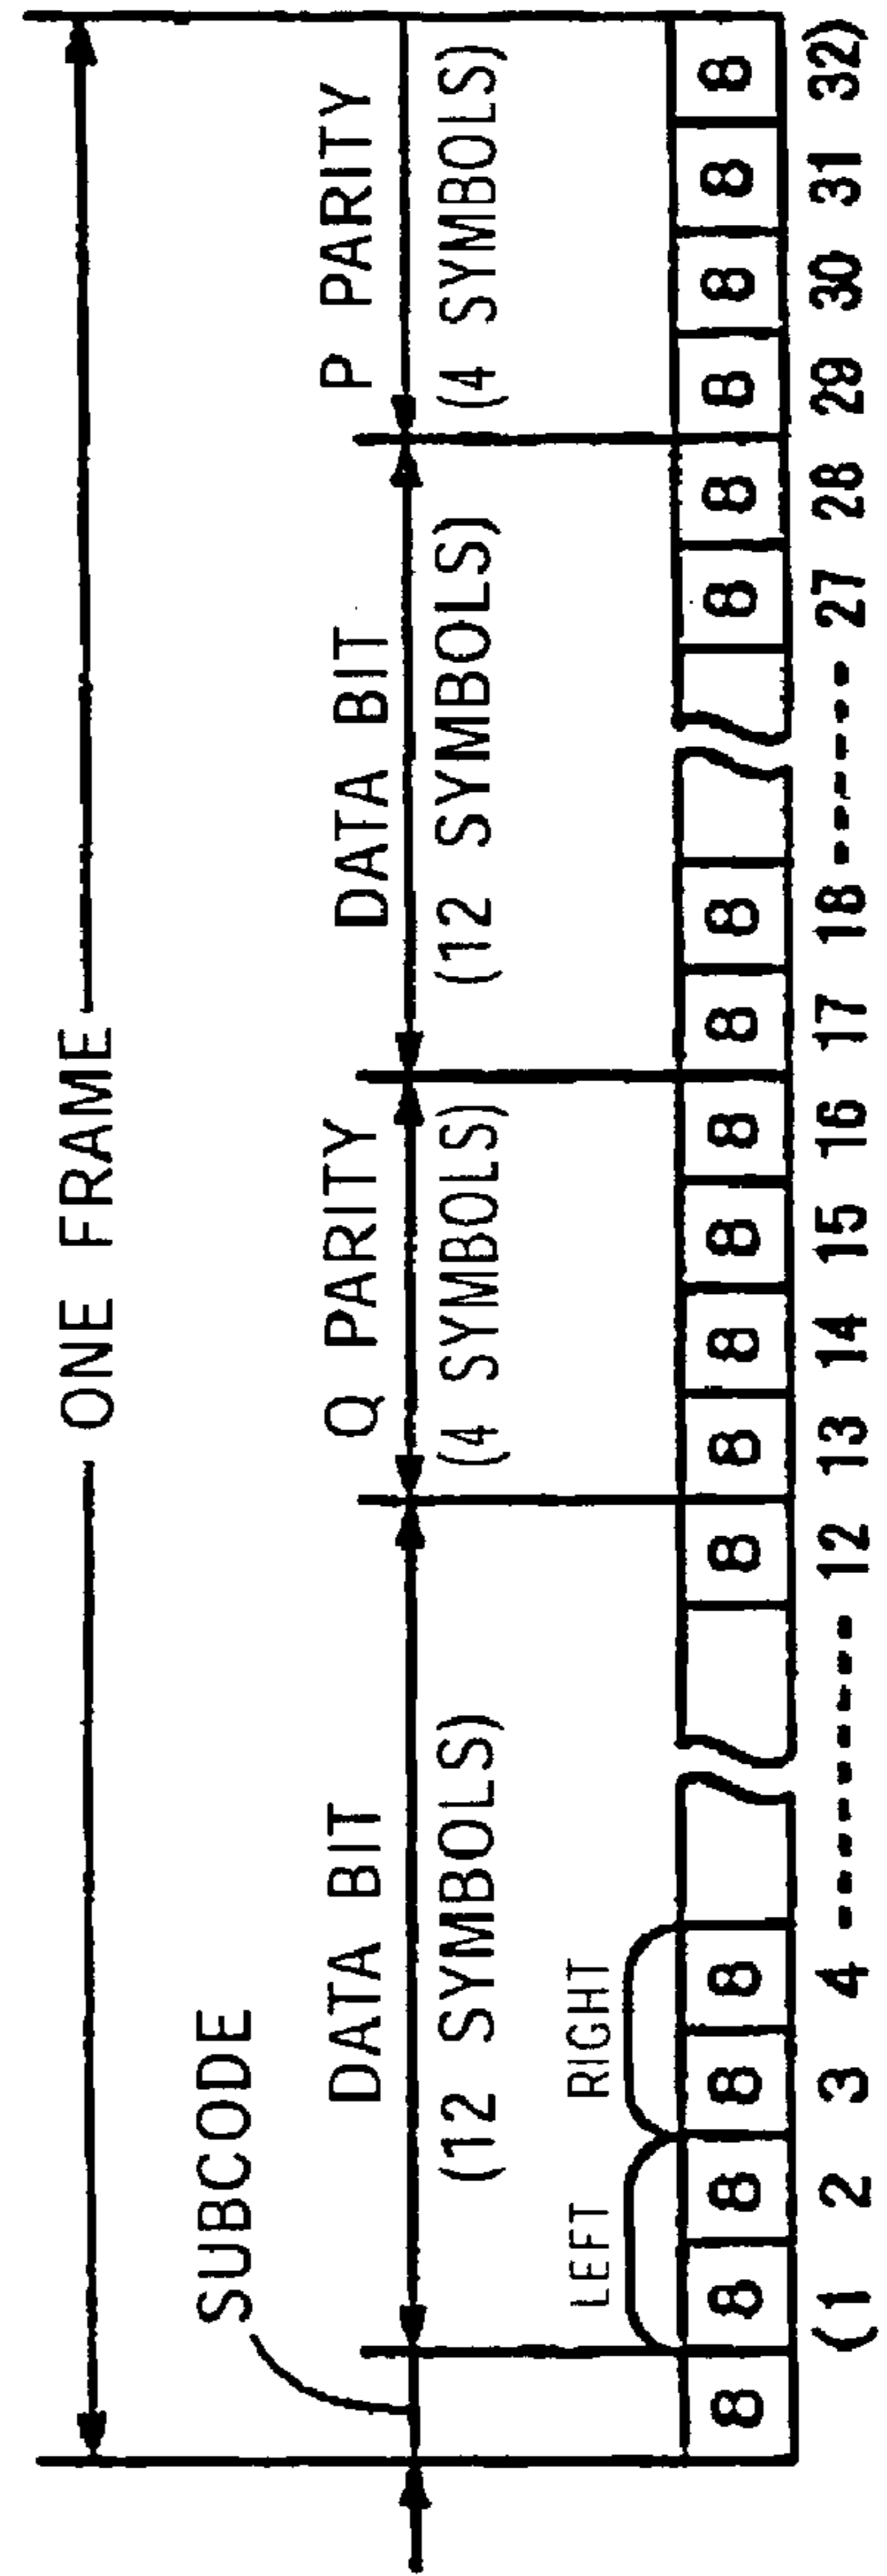 ONE FRAME
SUBCODE
DATA BIT
(12 SYMBOLS)
Q PARITY
(4 SYMBOLS)
DATA BIT
(12 SYMBOLS)
P PARITY
(4 SYMBOLS)
LEFT RIGHT
8 8 8 8 8 8 8 8 8 8 8 8 8 8 8 8 8 8
(1 2 3 4 -------- 12 13 14 15 16 17 18 ------ 27 28 29 30 31 32)